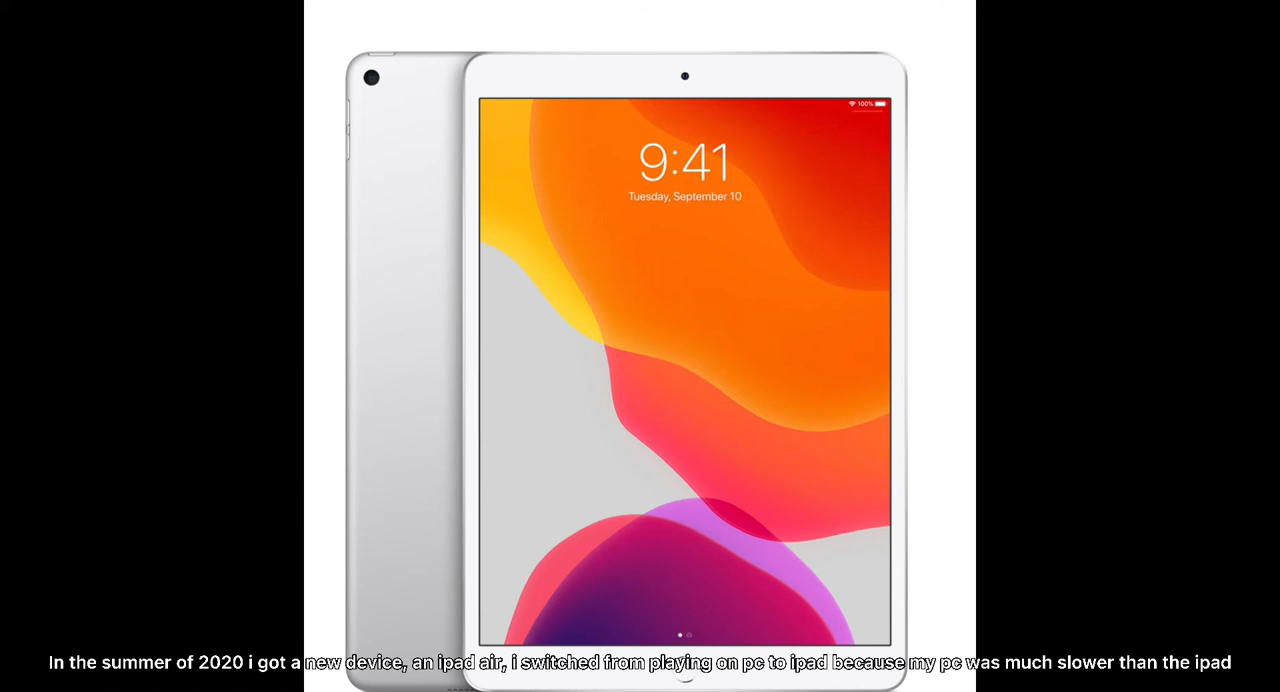 100%
9:41
Tuesday, September 10
In the summer of 2020 i got a new device, an ipad air, i switched from playing on pc to ipad because my pc was much slower than the ipad